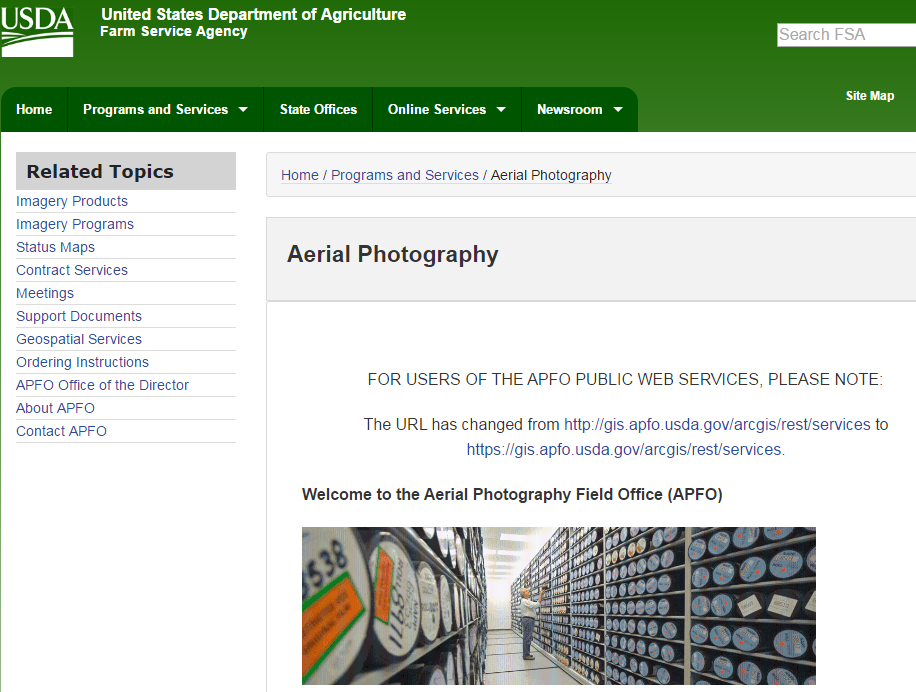 USDA
United States Department of Agriculture
Farm Service Agency
Search FSA
Site Map
Home
Programs and Services
State Offices
Online Services
Newsroom
Related Topics
Imagery Products
Imagery Programs
Status Maps
Contract Services
Meetings
Support Documents
Geospatial Services
Ordering Instructions
APFO Office of the Director
About APFO
Contact APFO
Home / Programs and Services / Aerial Photography
Aerial Photography
FOR USERS OF THE APFO PUBLIC WEB SERVICES, PLEASE NOTE:
The URL has changed from http://gis.apfo.usda.gov/arcgis/rest/services to
https://gis.apfo.usda.gov/arcgis/rest/services.
Welcome to the Aerial Photography Field Office (APFO)